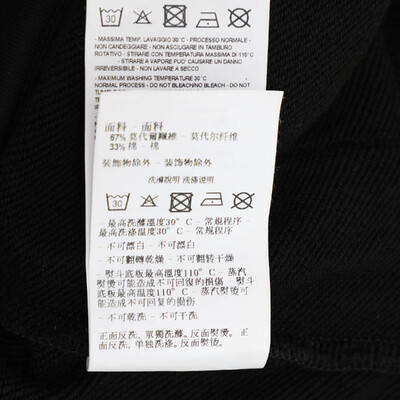 30
- MASSIMA TEMP. LAVAGGIO 30°C - PROCESSO NORMALE -
NON CANDEGGIARE - NON ASCIUGARE IN TAMBURO
ROTATIVO - STIRARE CON TEMPERATURA MASSIMA DI 110°C
- STIRARE A VAPORE PUO' CAUSARE UN DANNO
IRREVERSIBILE - NON LAVARE A SECCO
- MAXIMUM WASHING TEMPERATURE 30°C
NORMAL PROCESS - DO NOT BLEACH
面料 - 面料
67% 莫代爾纖維 - 莫代尔纤维
33% 棉 - 棉
装飾物除外 - 装饰物除外
洗滌說明 洗涤说明
30
- 最高洗滌溫度30° C - 常規程序 -
最高洗涤温度30° C - 常规程序
- 不可漂白 - 不可漂白
- 不可翻轉乾燥 - 不可翻转干燥
- 熨斗底板最高溫度110° C - 蒸汽
熨燙可能造成不可回復的損傷 熨斗
底板最高温度110° C - 蒸汽熨烫可
能造成不可回复的损伤
- 不可乾洗 - 不可干洗
正面反洗. 單獨洗滌. 反面熨燙. 正
面反洗. 单独洗涤. 反面熨烫.